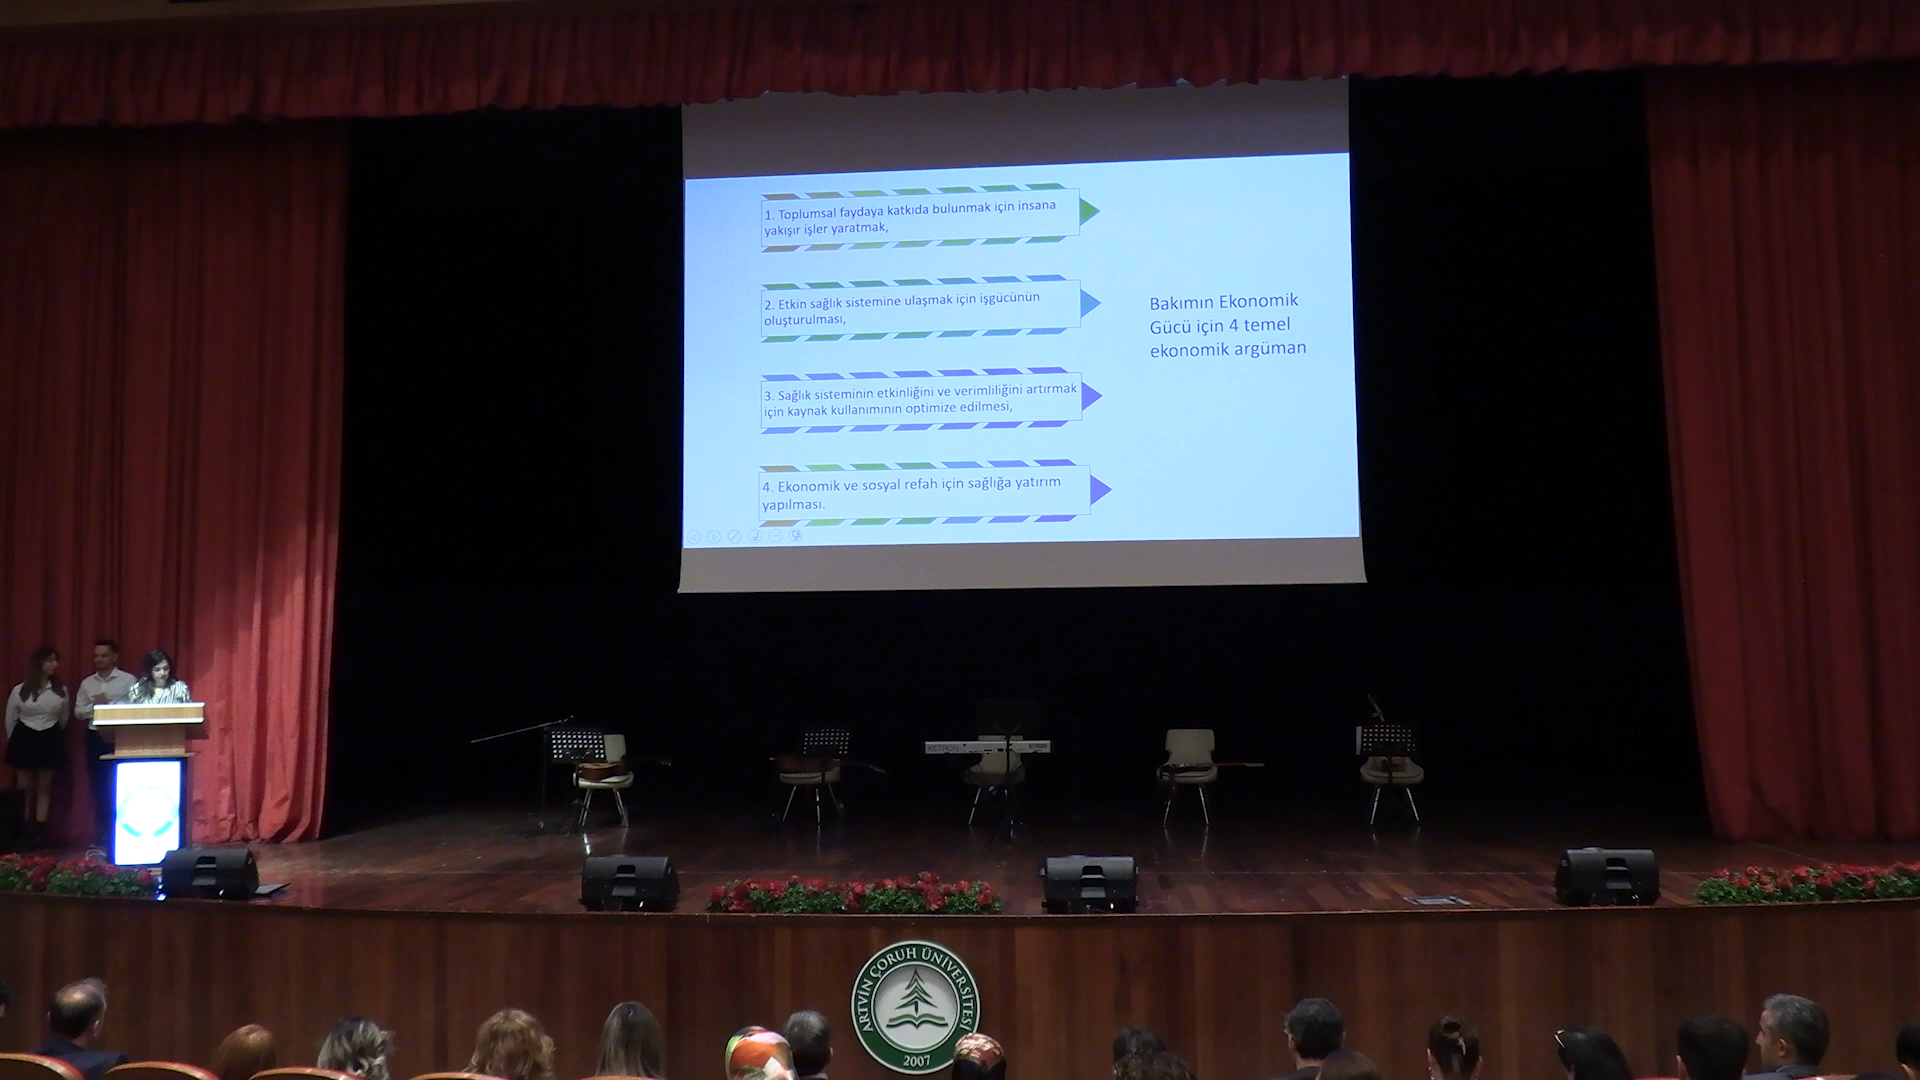 1. Toplumsal faydaya katkıda bulunmak için insana
yakışır işler yaratmak,
2. Etkin sağlık sistemine ulaşmak için işgücünün
oluşturulması,
3. Sağlık sisteminin etkinliğini ve verimliliğini artırmak
için kaynak kullanımının optimize edilmesi,
4. Ekonomik ve sosyal refah için sağlığa yatırım
yapılması.
Bakımın Ekonomik
Gücü için 4 temel
ekonomik argüman
KETRON
ARTVİN ÇORUH ÜNİVERSİTESİ
2007